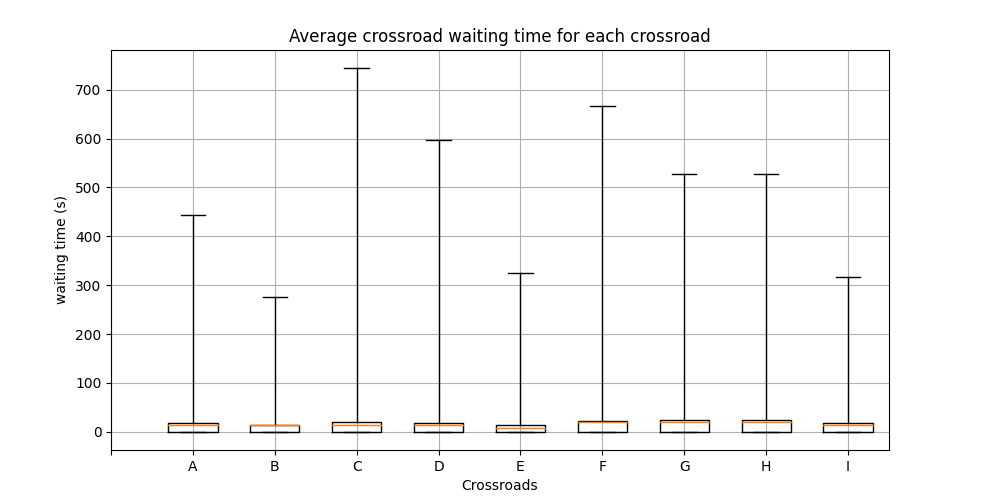 Average crossroad waiting time for each crossroad
700
600
500
400
300
200
100
0
waiting time (s)
A B C D E F G H I
Crossroads